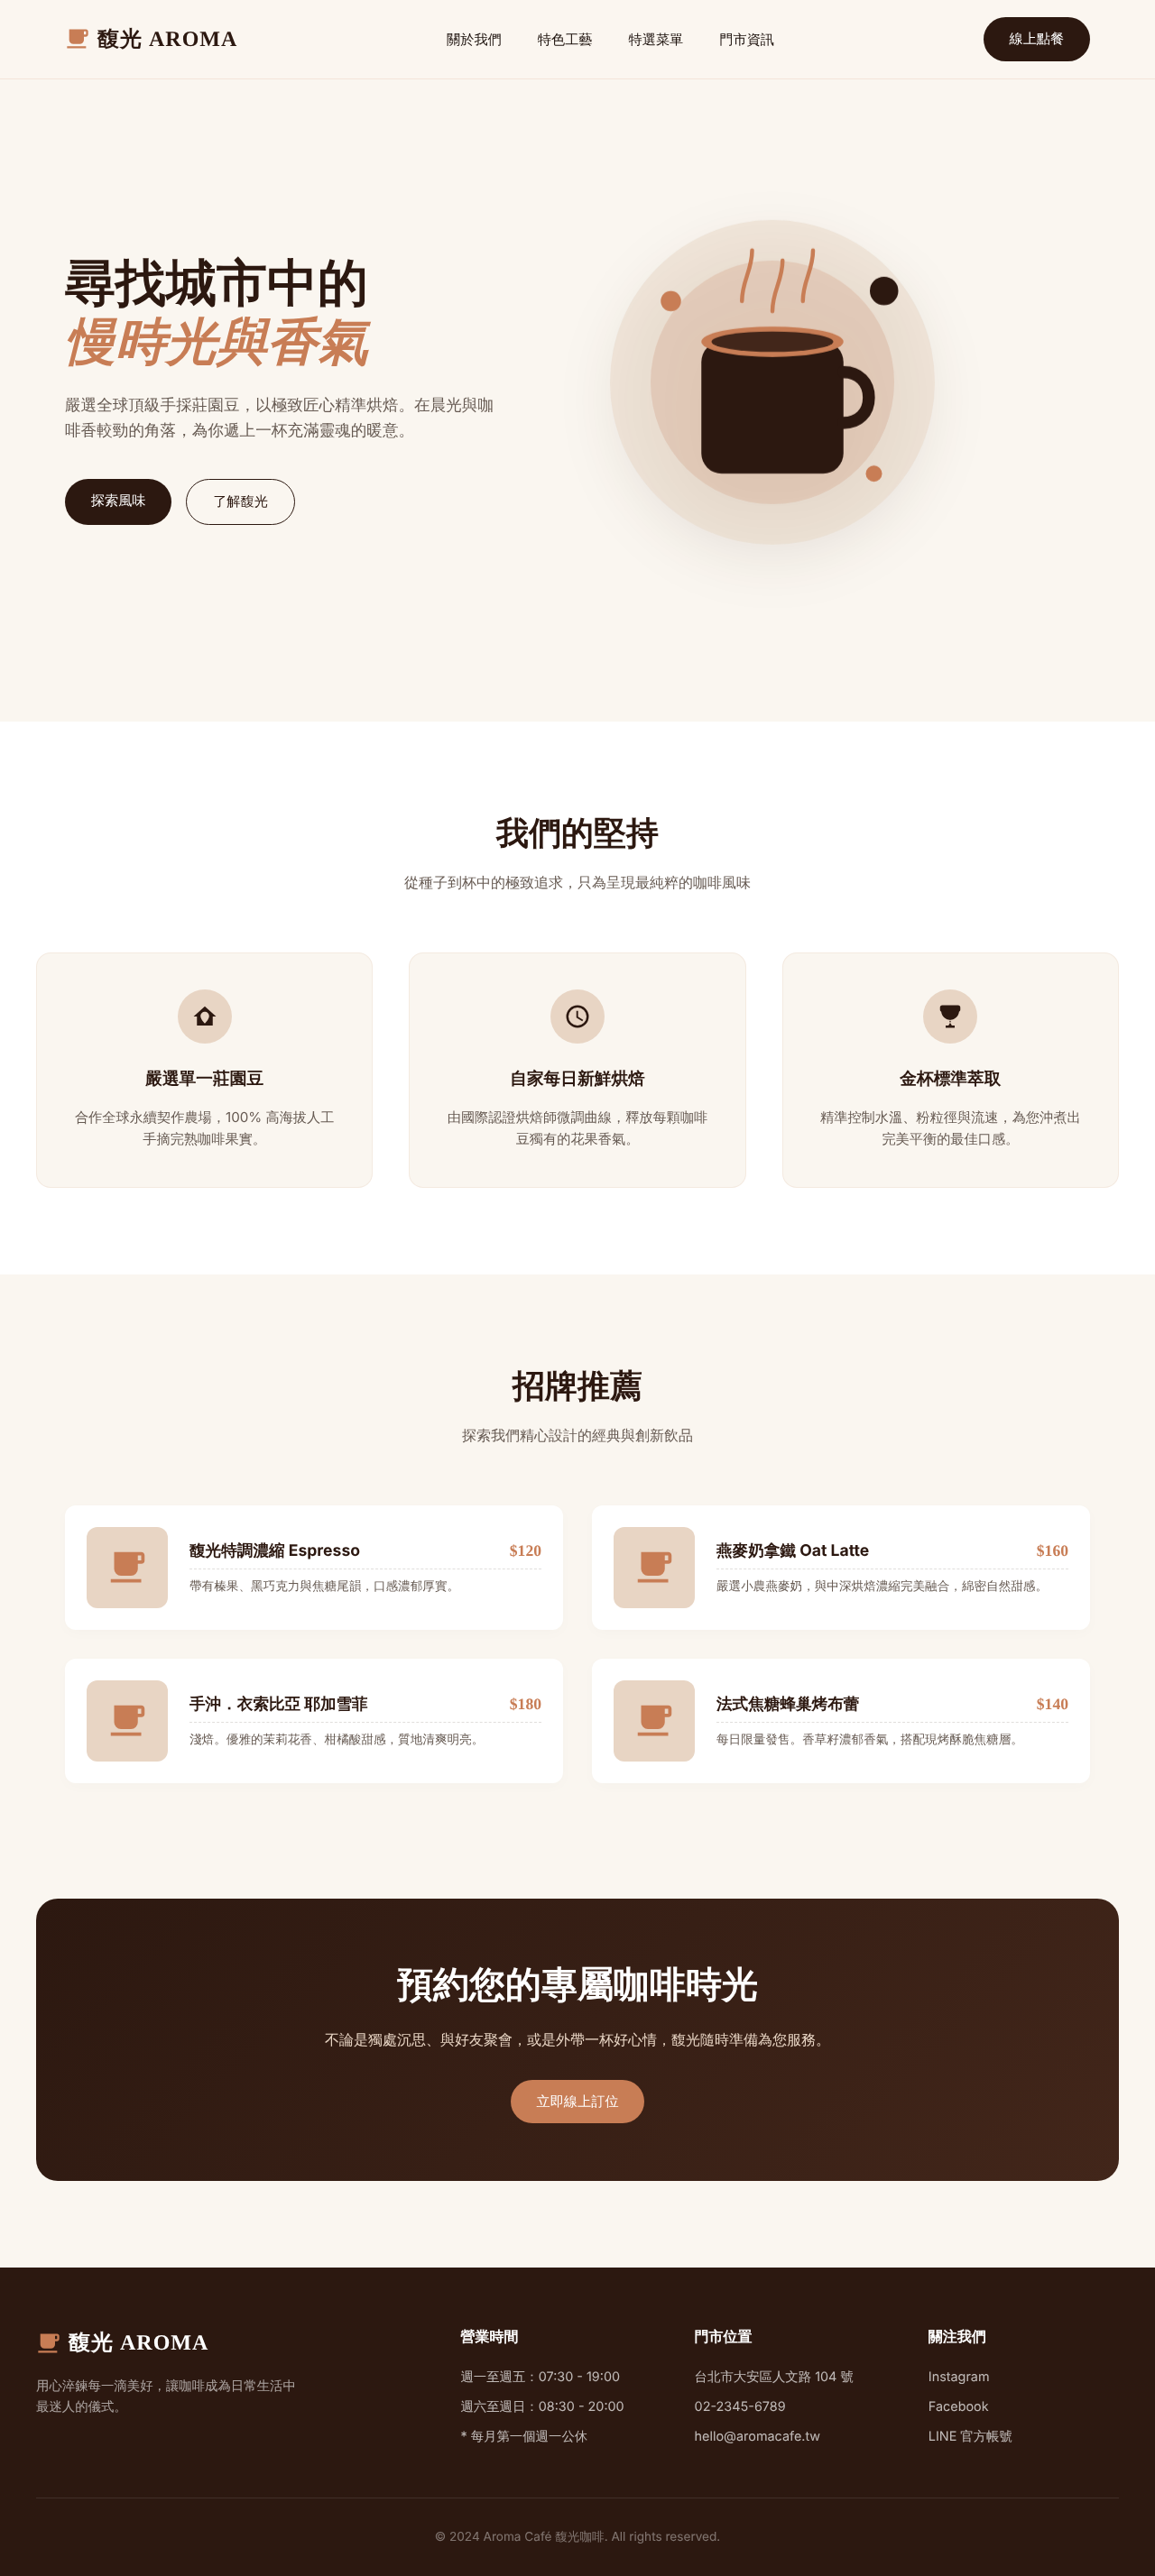 馥光 AROMA
關於我們
特色工藝
特選菜單
門市資訊
線上點餐
尋找城市中的
慢時光與香氣
嚴選全球頂級手採莊園豆，以極致匠心精準烘焙。在晨光與咖
啡香較勁的角落，為你遞上一杯充滿靈魂的暖意。
探索風味
了解馥光
我們的堅持
從種子到杯中的極致追求，只為呈現最純粹的咖啡風味
嚴選單一莊園豆
合作全球永續契作農場，100% 高海拔人工
手摘完熟咖啡果實。
自家每日新鮮烘焙
由國際認證烘焙師微調曲線，釋放每顆咖啡
豆獨有的花果香氣。
金杯標準萃取
精準控制水溫、粉粒徑與流速，為您沖煮出
完美平衡的最佳口感。
招牌推薦
探索我們精心設計的經典與創新飲品
馥光特調濃縮 Espresso
$120
帶有榛果、黑巧克力與焦糖尾韻，口感濃郁厚實。
燕麥奶拿鐵 Oat Latte
$160
嚴選小農燕麥奶，與中深烘焙濃縮完美融合，綿密自然甜感。
手沖．衣索比亞 耶加雪菲
$180
淺焙。優雅的茉莉花香、柑橘酸甜感，質地清爽明亮。
法式焦糖蜂巢烤布蕾
$140
每日限量發售。香草籽濃郁香氣，搭配現烤酥脆焦糖層。
預約您的專屬咖啡時光
不論是獨處沉思、與好友聚會，或是外帶一杯好心情，馥光隨時準備為您服務。
立即線上訂位
馥光 AROMA
用心淬鍊每一滴美好，讓咖啡成為日常生活中
最迷人的儀式。
營業時間
週一至週五：07:30 - 19:00
週六至週日：08:30 - 20:00
* 每月第一個週一公休
門市位置
台北市大安區人文路 104 號
02-2345-6789
hello@aromacafe.tw
關注我們
Instagram
Facebook
LINE 官方帳號
© 2024 Aroma Café 馥光咖啡. All rights reserved.